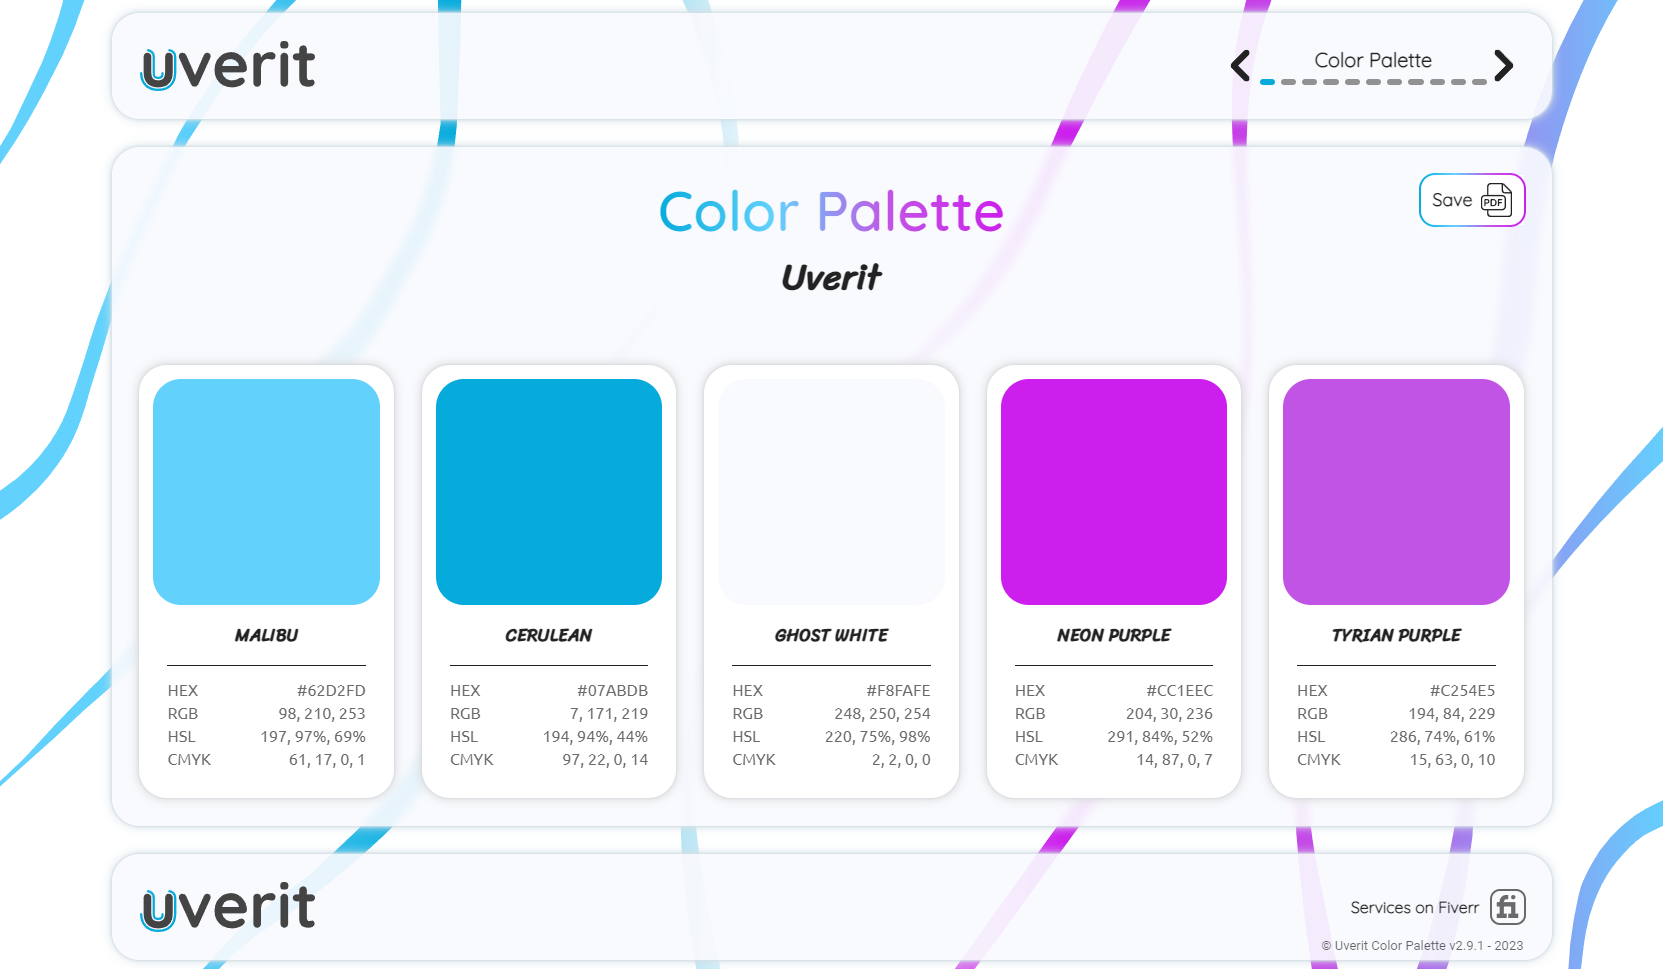 uverit
Color Palette
Save PDF
Color Palette
Uverit
MALIBU
HEX #62D2FD
RGB 98, 210, 253
HSL 197, 97%, 69%
CMYK 61, 17, 0, 1
CERULEAN
HEX #07ABDB
RGB 7, 171, 219
HSL 194, 94%, 44%
CMYK 97, 22, 0, 14
GHOST WHITE
HEX #F8FAFE
RGB 248, 250, 254
HSL 220, 75%, 98%
CMYK 2, 2, 0, 0
NEON PURPLE
HEX #CC1EEC
RGB 204, 30, 236
HSL 291, 84%, 52%
CMYK 14, 87, 0, 7
TYRIAN PURPLE
HEX #C254E5
RGB 194, 84, 229
HSL 286, 74%, 61%
CMYK 15, 63, 0, 10
uverit
Services on Fiverr fi
© Uverit Color Palette v2.9.1 - 2023